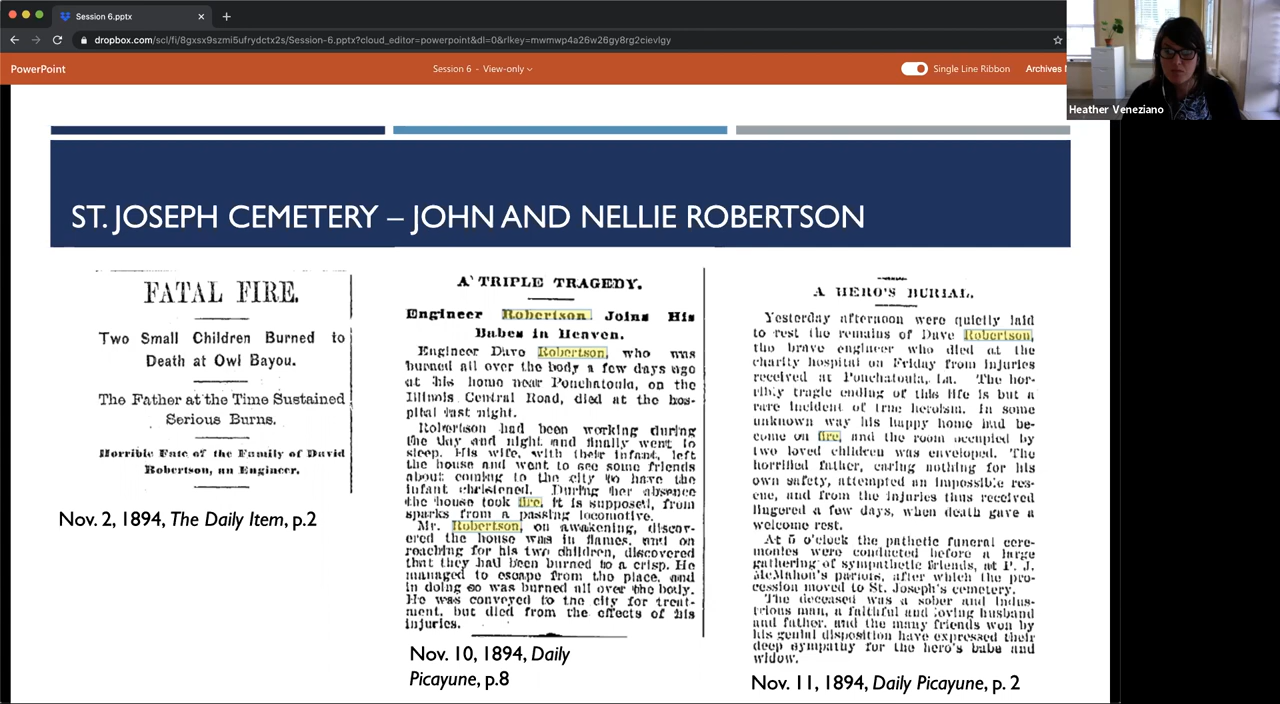 Session 6.pptx
dropbox.com/scl/fi/8gxsx9szmi5ufrydctx2s/Session-6.pptx?cloud_editor=powerpoint&dl=0&rlkey=mwmwp4a26w26gy8rg2cievlgy
PowerPoint
Session 6 - View-only
Single Line Ribbon
Archives
Heather Veneziano
ST. JOSEPH CEMETERY – JOHN AND NELLIE ROBERTSON
FATAL FIRE.
Two Small Children Burned to
Death at Owl Bayou.
The Father at the Time Sustained
Serious Burns.
Horrible Fate of the Family of David
Robertson, an Engineer.
Nov. 2, 1894, The Daily Item, p.2
A TRIPLE TRAGEDY.
Engineer Robertson Joins His
Babes in Heaven.
Engineer Dave Robertson, who was
burned all over the body a few days ago
at his home near Ponchatoula, on the
Illinois Central Road, died at the hos-
pital last night.
Robertson had been working during
the day and night and finally went to
sleep. His wife, with their infant, left
the house and went to see some friends
about coming to the city to have the
infant christened. During her absence
the house took fire, it is supposed, from
sparks from a passing locomotive.
Mr. Robertson, on awakening, discov-
ered the house was in flames, and on
reaching for his two children, discovered
that they had been burned to a crisp. He
managed to escape from the place, and
in doing so was burned all over the body.
He was conveyed to the city for treat-
ment, but died from the effects of his
injuries.
Nov. 10, 1894, Daily
Picayune, p.8
A HERO'S BURIAL.
Yesterday afternoon were quietly laid
to rest the remains of Dave Robertson,
the brave engineer who died at the
charity hospital on Friday from injuries
received at Ponchatoula, La. The hor-
ribly tragic ending of this life is but a
rare incident of true heroism. In some
unknown way his happy home had be-
come on fire, and the room occupied by
two loved children was enveloped. The
horrified father, caring nothing for his
own safety, attempted an impossible res-
cue, and from the injuries thus received
lingered a few days, when death gave a
welcome rest.
At 5 o'clock the pathetic funeral cere-
monies were conducted before a large
gathering of sympathetic friends, at P. J.
McMahon's parlors, after which the pro-
cession moved to St. Joseph's cemetery.
The deceased was a sober and indus-
trious man, a faithful and loving husband
and father, and the many friends won by
his genial disposition have expressed their
deep sympathy for the hero's babe and
widow.
Nov. 11, 1894, Daily Picayune, p. 2